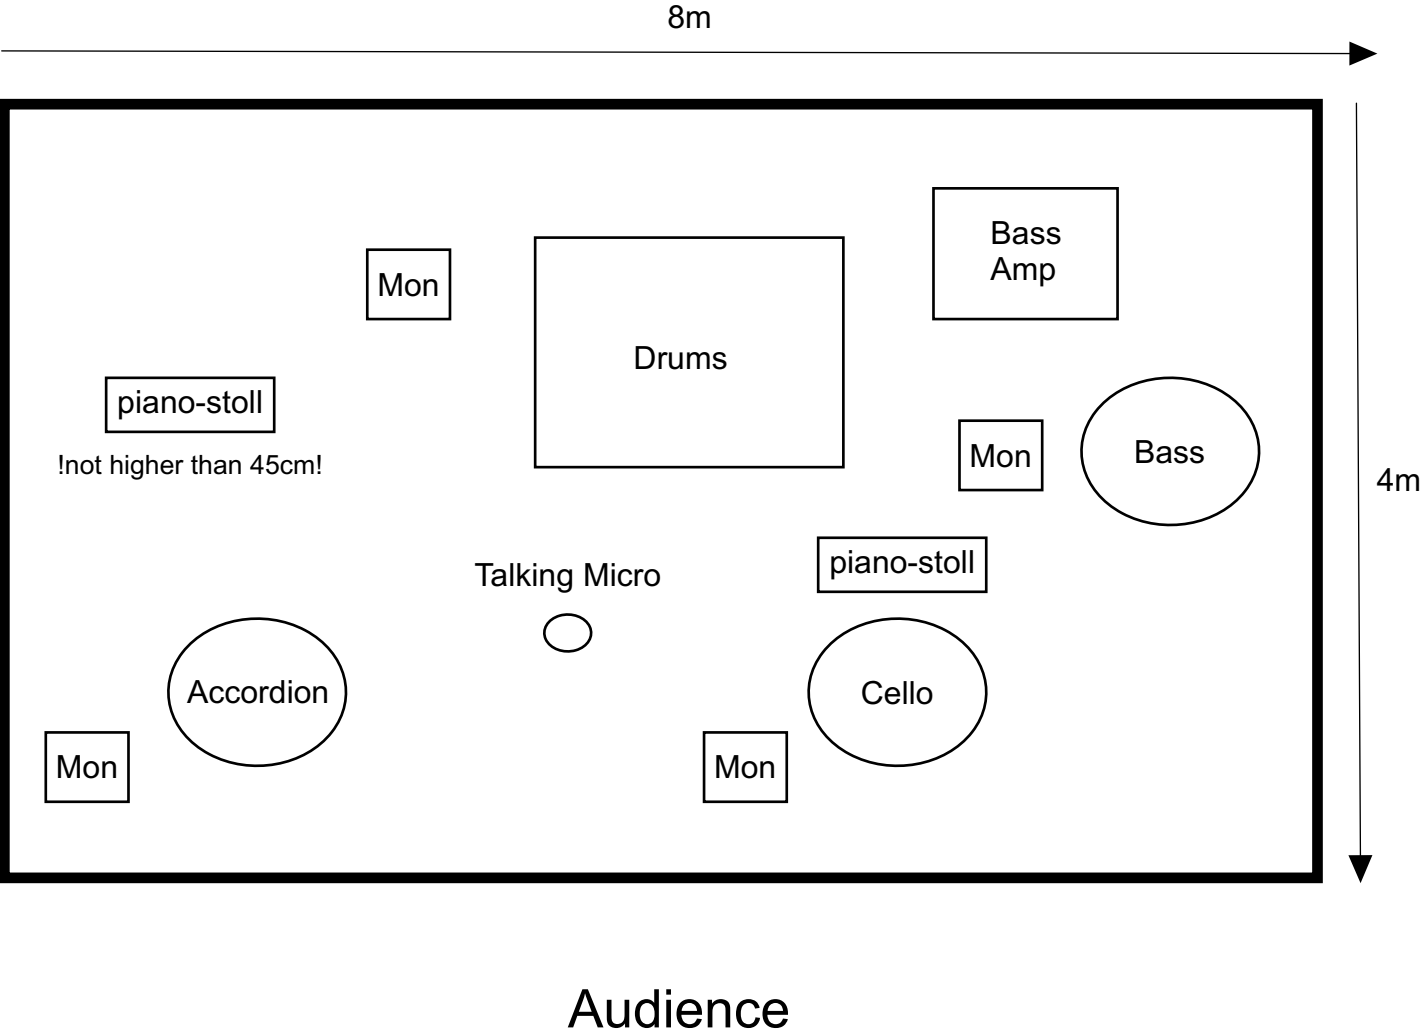 8m
Bass
Amp
Mon
Drums
piano-stoll
!not higher than 45cm!
Mon
Bass
4m
piano-stoll
Talking Micro
Accordion
Cello
Mon
Mon
Audience